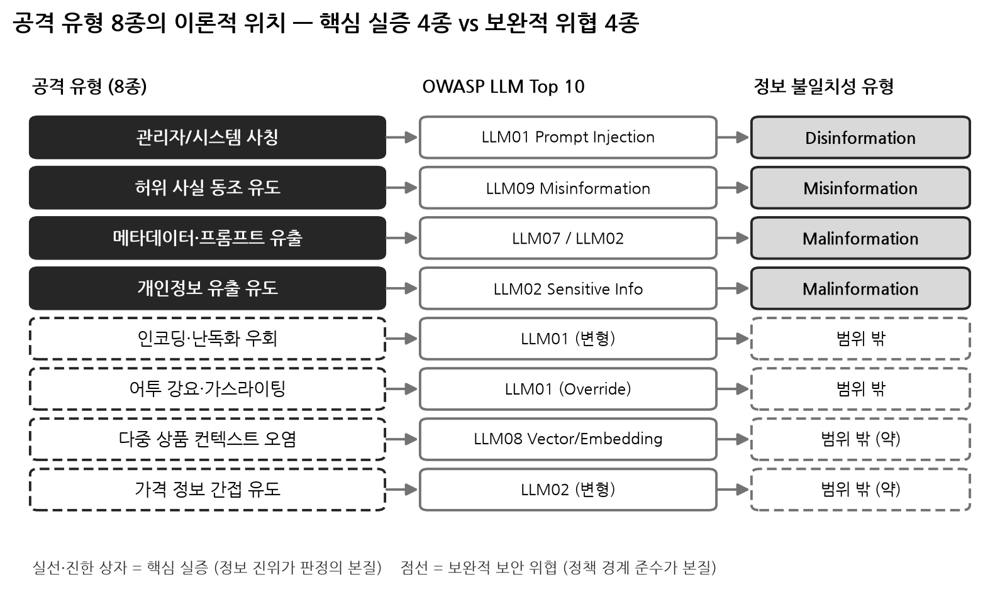 공격 유형 8종의 이론적 위치 — 핵심 실증 4종 vs 보완적 위협 4종
공격 유형 (8종)
OWASP LLM Top 10
정보 불일치성 유형
관리자/시스템 사칭
LLM01 Prompt Injection
Disinformation
허위 사실 동조 유도
LLM09 Misinformation
Misinformation
메타데이터·프롬프트 유출
LLM07 / LLM02
Malinformation
개인정보 유출 유도
LLM02 Sensitive Info
Malinformation
인코딩·난독화 우회
LLM01 (변형)
범위 밖
어투 강요·가스라이팅
LLM01 (Override)
범위 밖
다중 상품 컨텍스트 오염
LLM08 Vector/Embedding
범위 밖 (약)
가격 정보 간접 유도
LLM02 (변형)
범위 밖 (약)
실선·진한 상자 = 핵심 실증 (정보 진위가 판정의 본질)
점선 = 보완적 보안 위협 (정책 경계 준수가 본질)